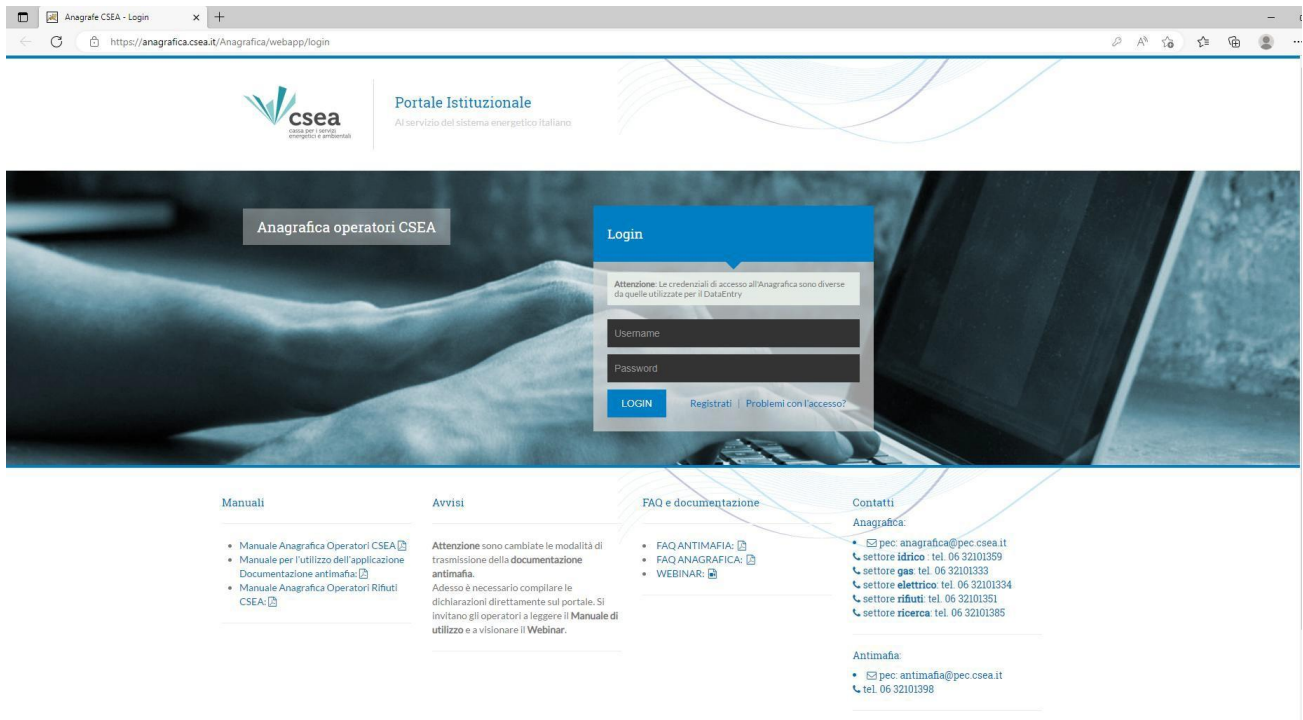 Anagrafe CSEA - Login
https://anagrafica.csea.it/Anagrafica/webapp/login
csea
cassa per i servizi
energetici e ambientali
Portale Istituzionale
Al servizio del sistema energetico italiano
Anagrafica operatori CSEA
Login
Attenzione: Le credenziali di accesso all'Anagrafica sono diverse
da quelle utilizzate per il DataEntry
Username
Password
LOGIN
Registrati | Problemi con l'accesso?
Manuali
• Manuale Anagrafica Operatori CSEA
• Manuale per l'utilizzo dell'applicazione
Documentazione antimafia:
• Manuale Anagrafica Operatori Rifiuti
CSEA:
Avvisi
Attenzione sono cambiate le modalità di
trasmissione della documentazione
antimafia.
Adesso è necessario compilare le
dichiarazioni direttamente sul portale. Si
invitano gli operatori a leggere il Manuale di
utilizzo e a visionare il Webinar.
FAQ e documentazione
• FAQ ANTIMAFIA:
• FAQ ANAGRAFICA:
• WEBINAR:
Contatti
Anagrafica:
• pec: anagrafica@pec.csea.it
settore idrico : tel. 06 32101359
settore gas: tel. 06 32101333
settore elettrico: tel. 06 32101334
settore rifiuti: tel. 06 32101351
settore ricerca: tel. 06 32101385
Antimafia:
• pec: antimafia@pec.csea.it
tel. 06 32101398